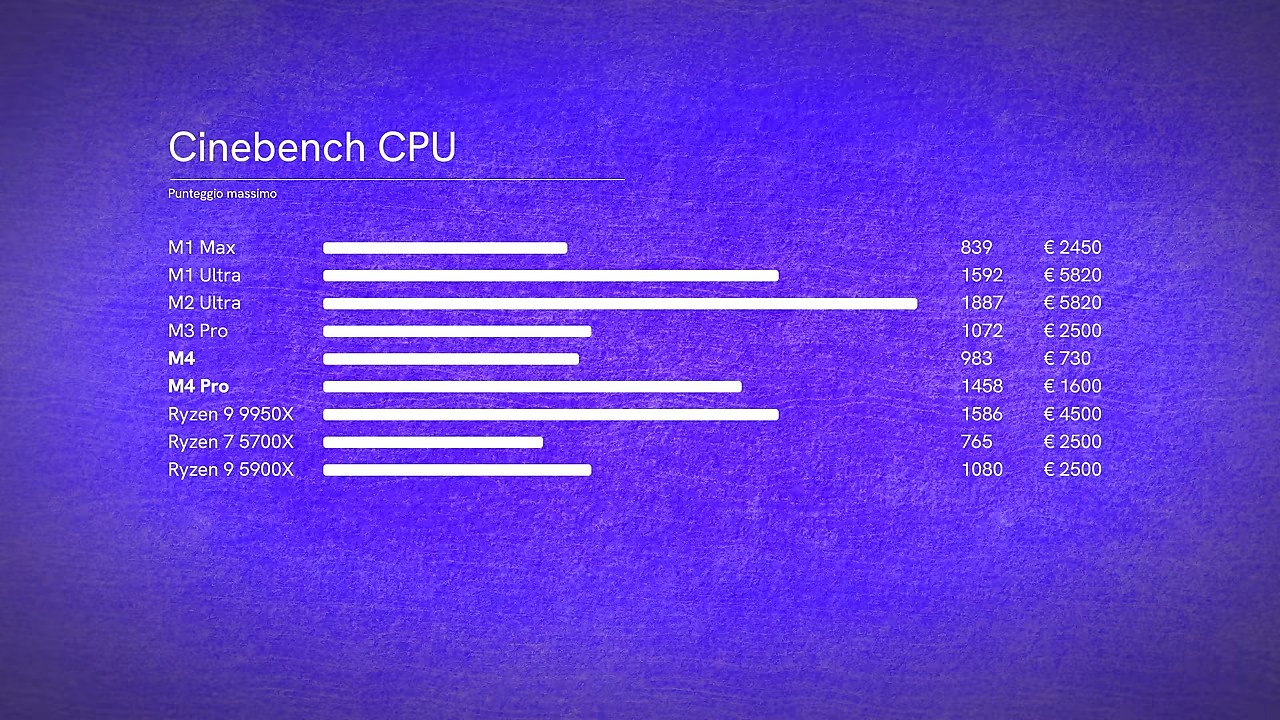 Cinebench CPU
Punteggio massimo
M1 Max 839 € 2450
M1 Ultra 1592 € 5820
M2 Ultra 1887 € 5820
M3 Pro 1072 € 2500
M4 983 € 730
M4 Pro 1458 € 1600
Ryzen 9 9950X 1586 € 4500
Ryzen 7 5700X 765 € 2500
Ryzen 9 5900X 1080 € 2500